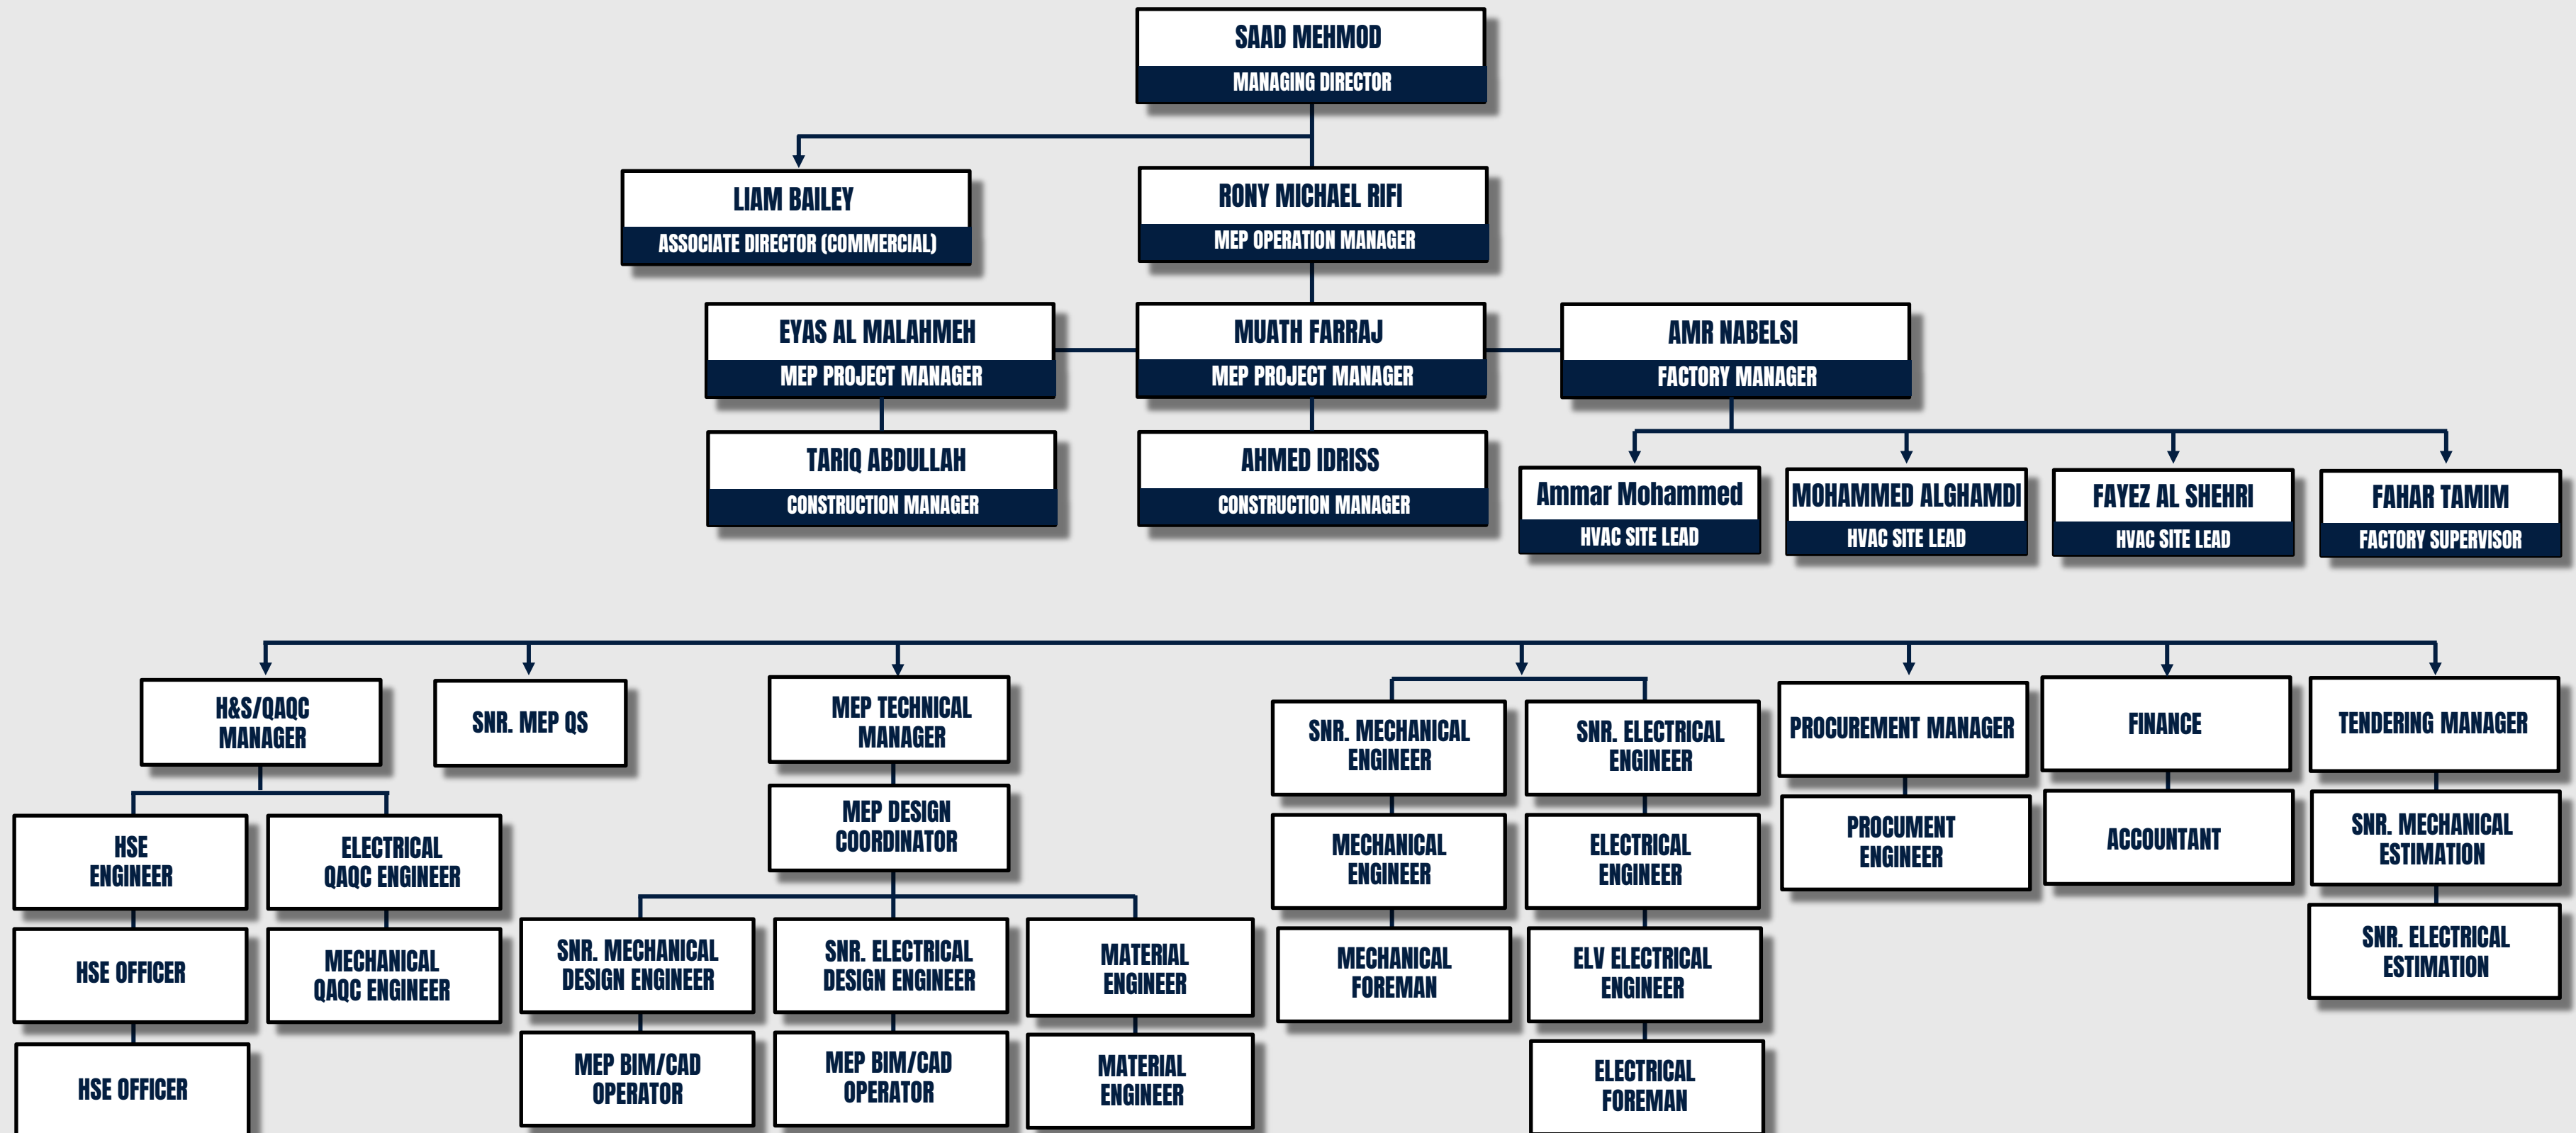 SAAD MEHMOD
MANAGING DIRECTOR
LIAM BAILEY
ASSOCIATE DIRECTOR (COMMERCIAL)
RONY MICHAEL RIFI
MEP OPERATION MANAGER
EYAS AL MALAHMEH
MEP PROJECT MANAGER
MUATH FARRAJ
MEP PROJECT MANAGER
AMR NABELSI
FACTORY MANAGER
TARIQ ABDULLAH
CONSTRUCTION MANAGER
AHMED IDRISS
CONSTRUCTION MANAGER
Ammar Mohammed
HVAC SITE LEAD
MOHAMMED ALGHAMDI
HVAC SITE LEAD
FAYEZ AL SHEHRI
HVAC SITE LEAD
FAHAR TAMIM
FACTORY SUPERVISOR
H&S/QAQC
MANAGER
SNR. MEP QS
MEP TECHNICAL
MANAGER
SNR. MECHANICAL
ENGINEER
SNR. ELECTRICAL
ENGINEER
PROCUREMENT MANAGER
FINANCE
TENDERING MANAGER
HSE
ENGINEER
ELECTRICAL
QAQC ENGINEER
MEP DESIGN
COORDINATOR
MECHANICAL
ENGINEER
ELECTRICAL
ENGINEER
PROCUMENT
ENGINEER
ACCOUNTANT
SNR. MECHANICAL
ESTIMATION
HSE OFFICER
MECHANICAL
QAQC ENGINEER
SNR. MECHANICAL
DESIGN ENGINEER
SNR. ELECTRICAL
DESIGN ENGINEER
MATERIAL
ENGINEER
MECHANICAL
FOREMAN
ELV ELECTRICAL
ENGINEER
SNR. ELECTRICAL
ESTIMATION
HSE OFFICER
MEP BIM/CAD
OPERATOR
MEP BIM/CAD
OPERATOR
MATERIAL
ENGINEER
ELECTRICAL
FOREMAN